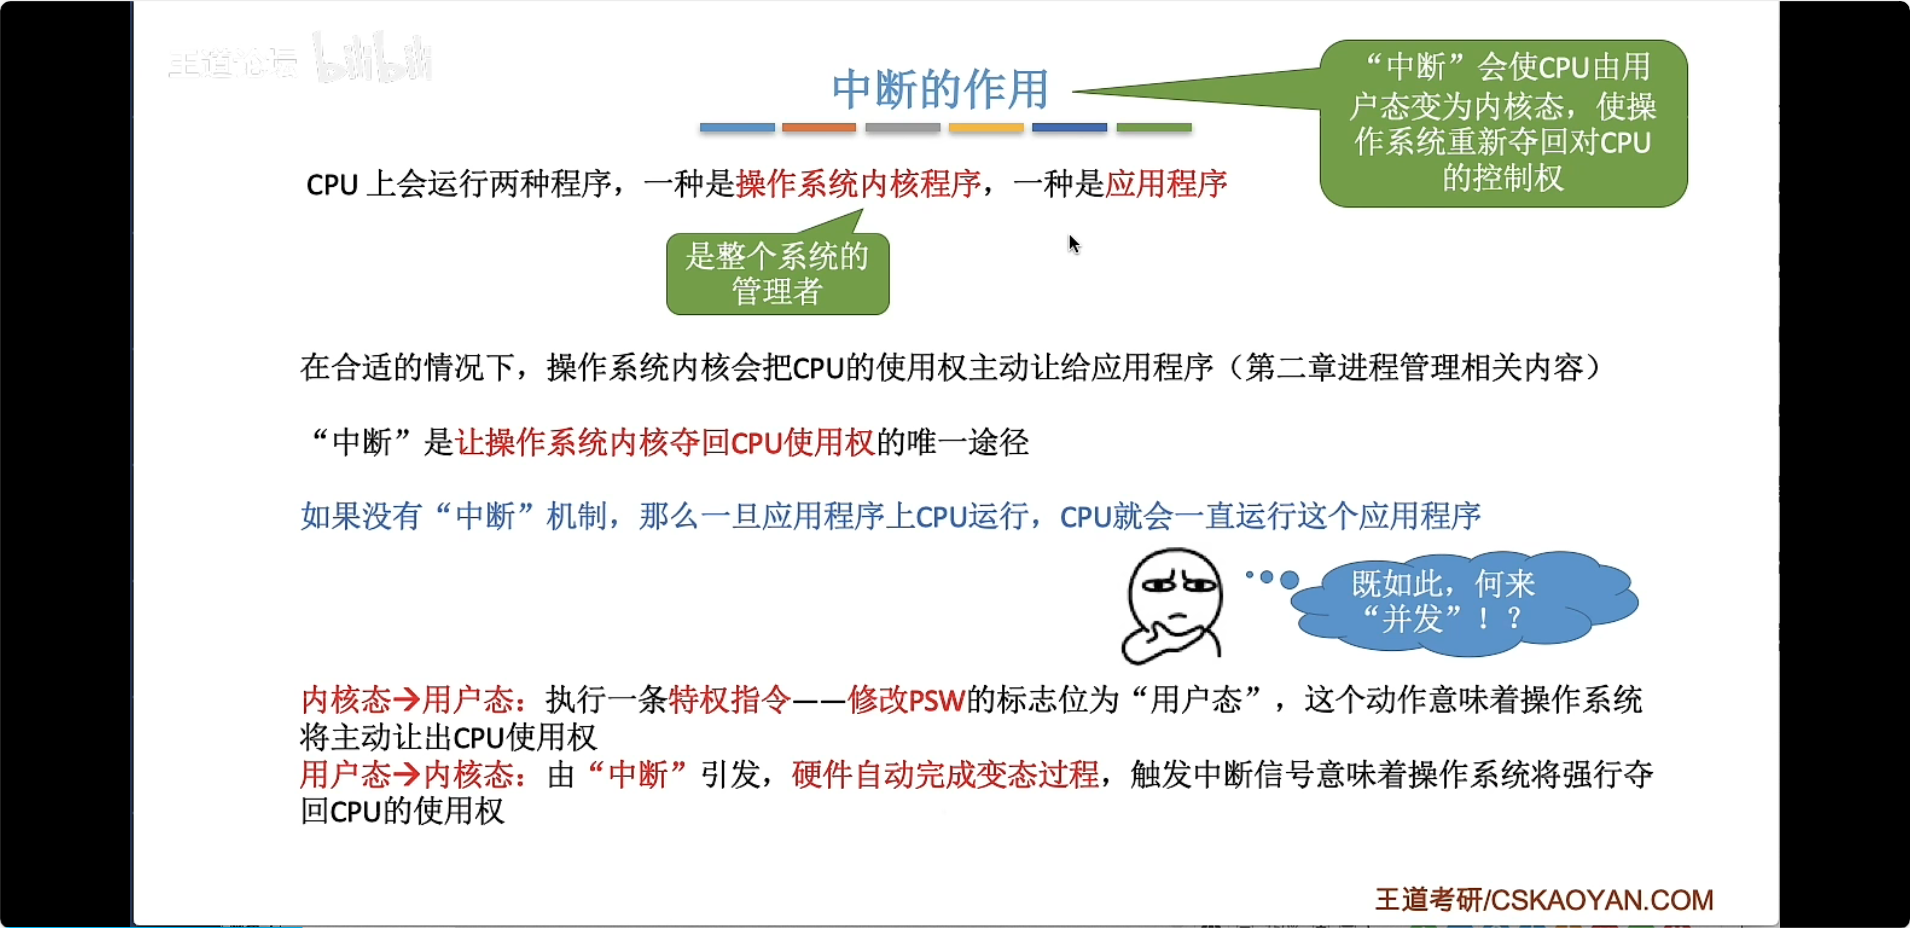 王道论坛 bilibili
中断的作用
“中断”会使CPU由用
户态变为内核态，使操
作系统重新夺回对CPU
的控制权
CPU 上会运行两种程序，一种是操作系统内核程序，一种是应用程序
是整个系统的
管理者
在合适的情况下，操作系统内核会把CPU的使用权主动让给应用程序（第二章进程管理相关内容）
“中断”是让操作系统内核夺回CPU使用权的唯一途径
如果没有“中断”机制，那么一旦应用程序上CPU运行，CPU就会一直运行这个应用程序
既如此，何来
“并发”！？
内核态→用户态：执行一条特权指令——修改PSW的标志位为“用户态”，这个动作意味着操作系统
将主动让出CPU使用权
用户态→内核态：由“中断”引发，硬件自动完成变态过程，触发中断信号意味着操作系统将强行夺
回CPU的使用权
王道考研/CSKAOYAN.COM